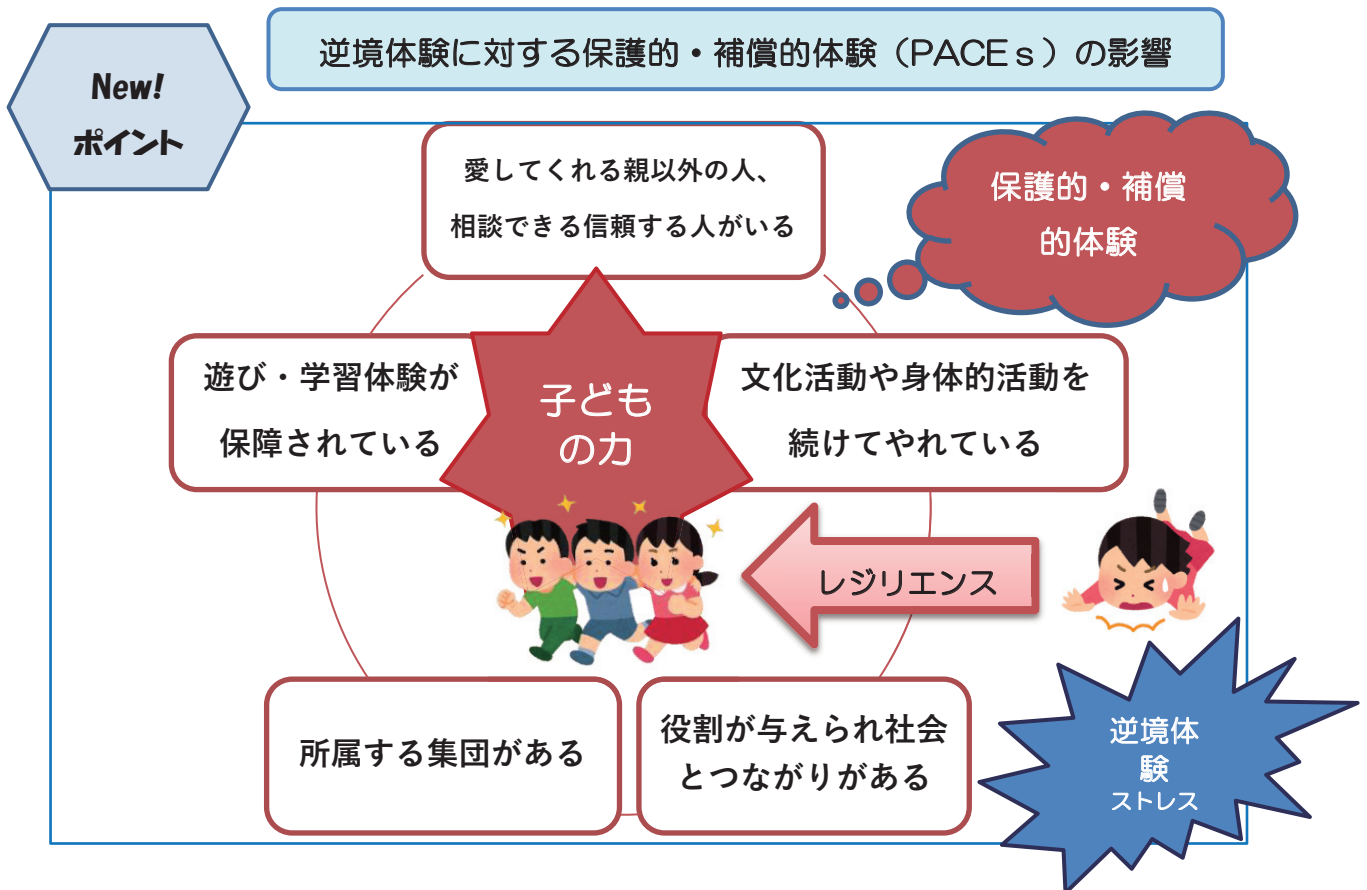 逆境体験に対する保護的・補償的体験（PACEｓ）の影響
New!
ポイント
愛してくれる親以外の人、
相談できる信頼する人がいる
保護的・補償
的体験
遊び・学習体験が
保障されている
子ども
の力
文化活動や身体的活動を
続けてやれている
レジリエンス
所属する集団がある
役割が与えられ社会
とつながりがある
逆境体
験
ストレス